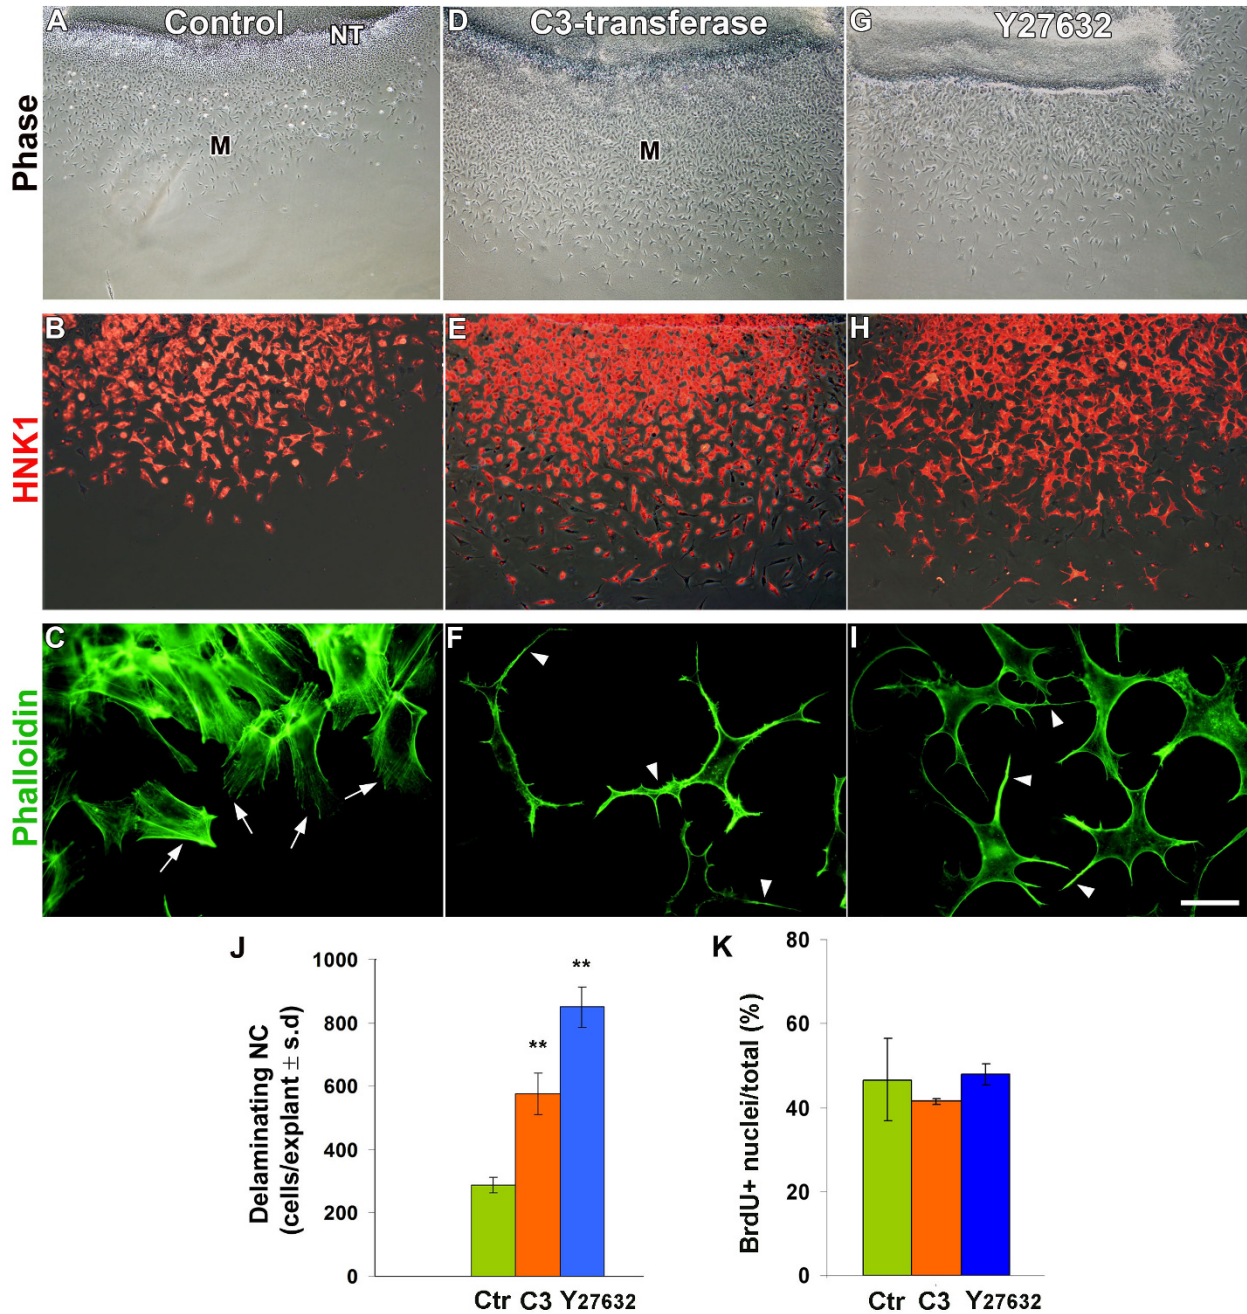 A Control NT
M
D C3-transferase
M
G Y27632
Phase
B
E
H
HNK1
C
F
I
Phalloidin
J
Delaminating NC
(cells/explant ± s.d)
1000
800
600
400
200
0
**
**
Ctr C3 Y27632
K
BrdU+ nuclei/total (%)
80
60
40
20
0
Ctr C3 Y27632